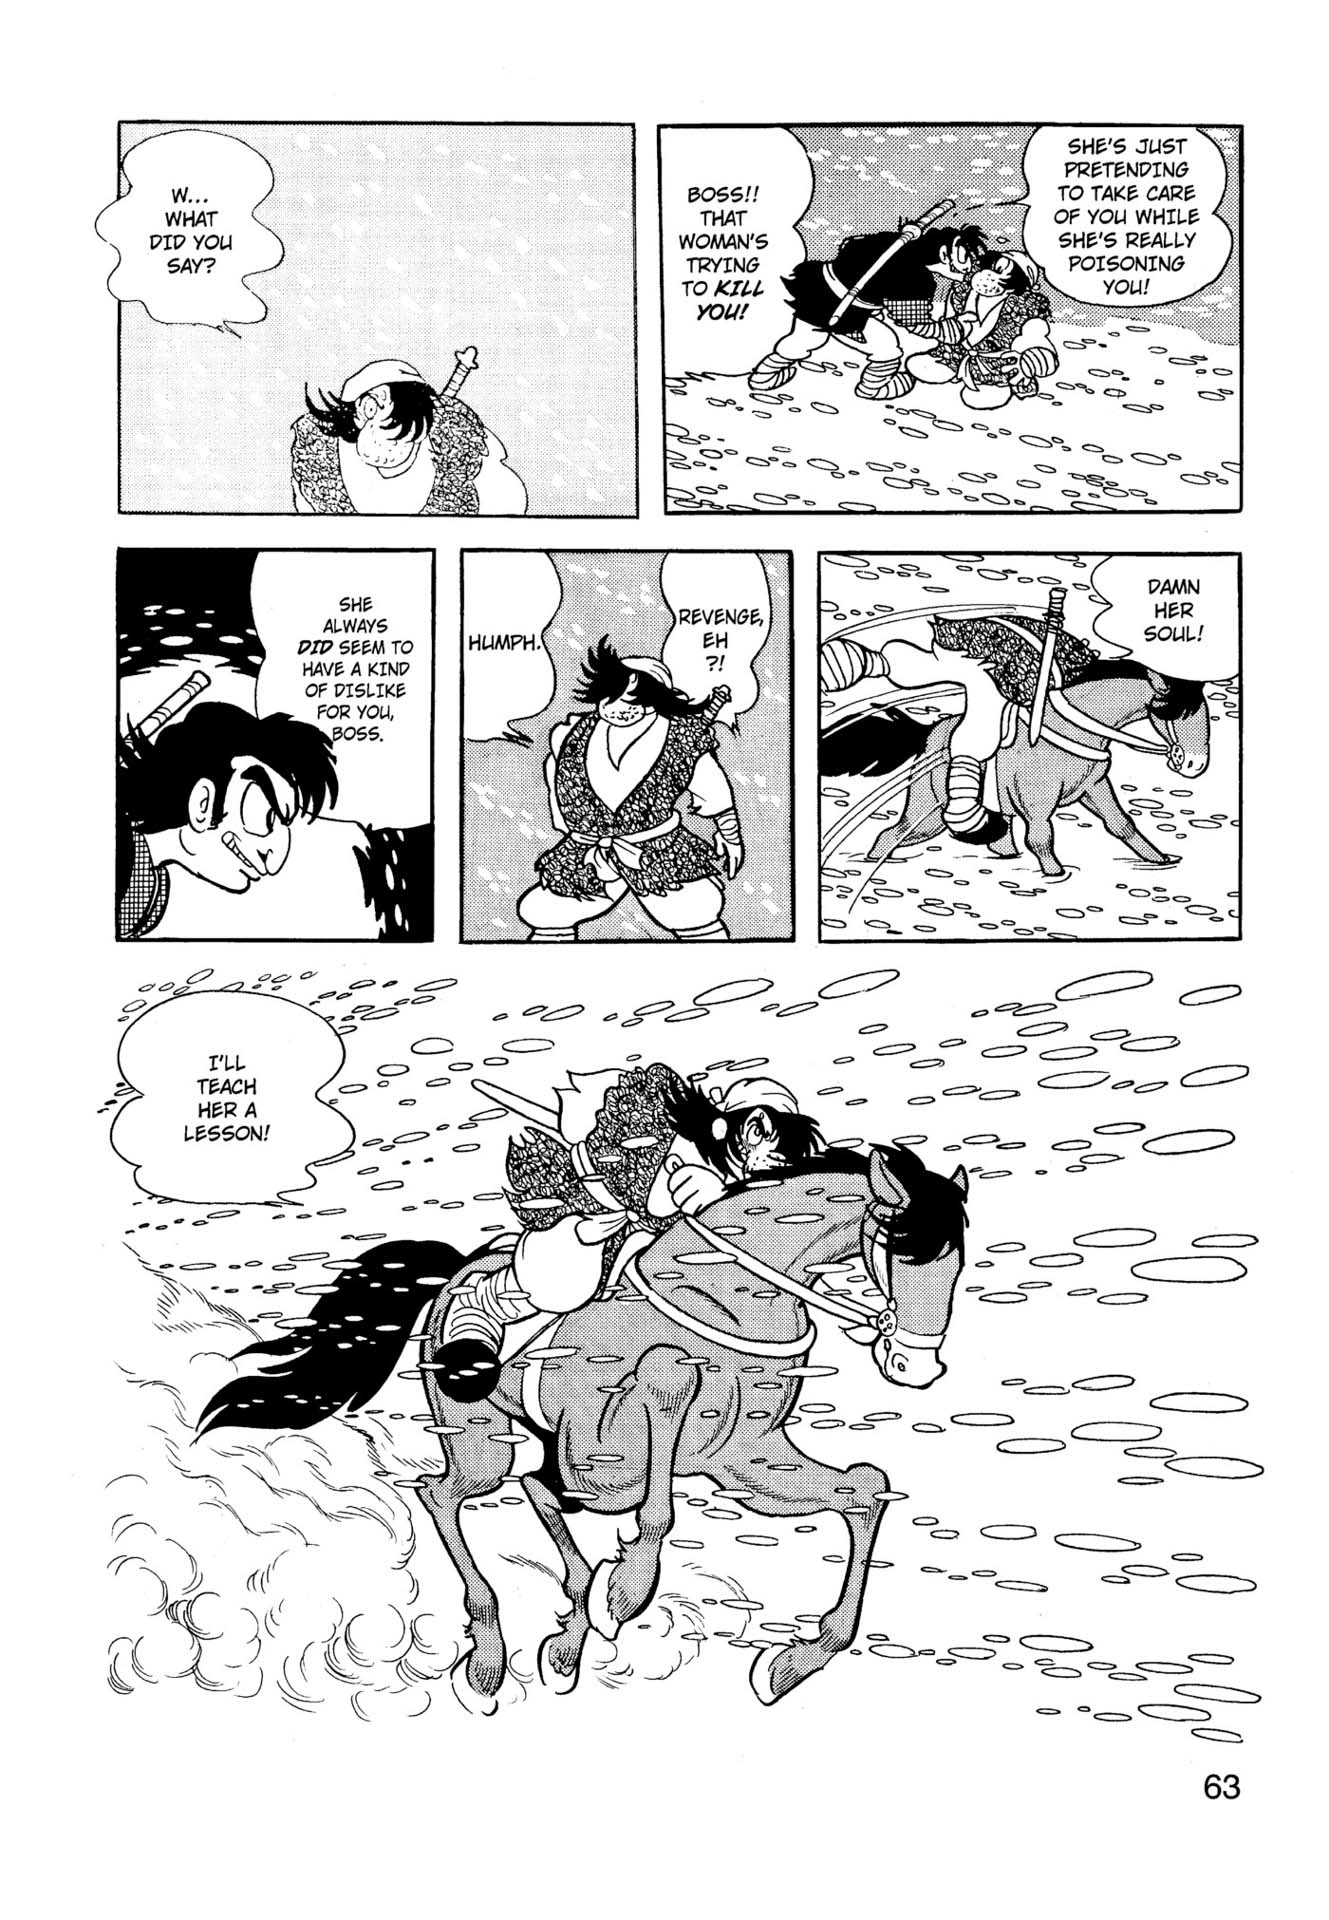 W...
WHAT
DID YOU
SAY?
BOSS!!
THAT
WOMAN'S
TRYING
TO KILL
YOU!
SHE'S JUST
PRETENDING
TO TAKE CARE
OF YOU WHILE
SHE'S REALLY
POISONING
YOU!
SHE
ALWAYS
DID SEEM TO
HAVE A KIND
OF DISLIKE
FOR YOU,
BOSS.
HUMPH.
REVENGE,
EH
?!
DAMN
HER
SOUL!
I'LL
TEACH
HER A
LESSON!
63